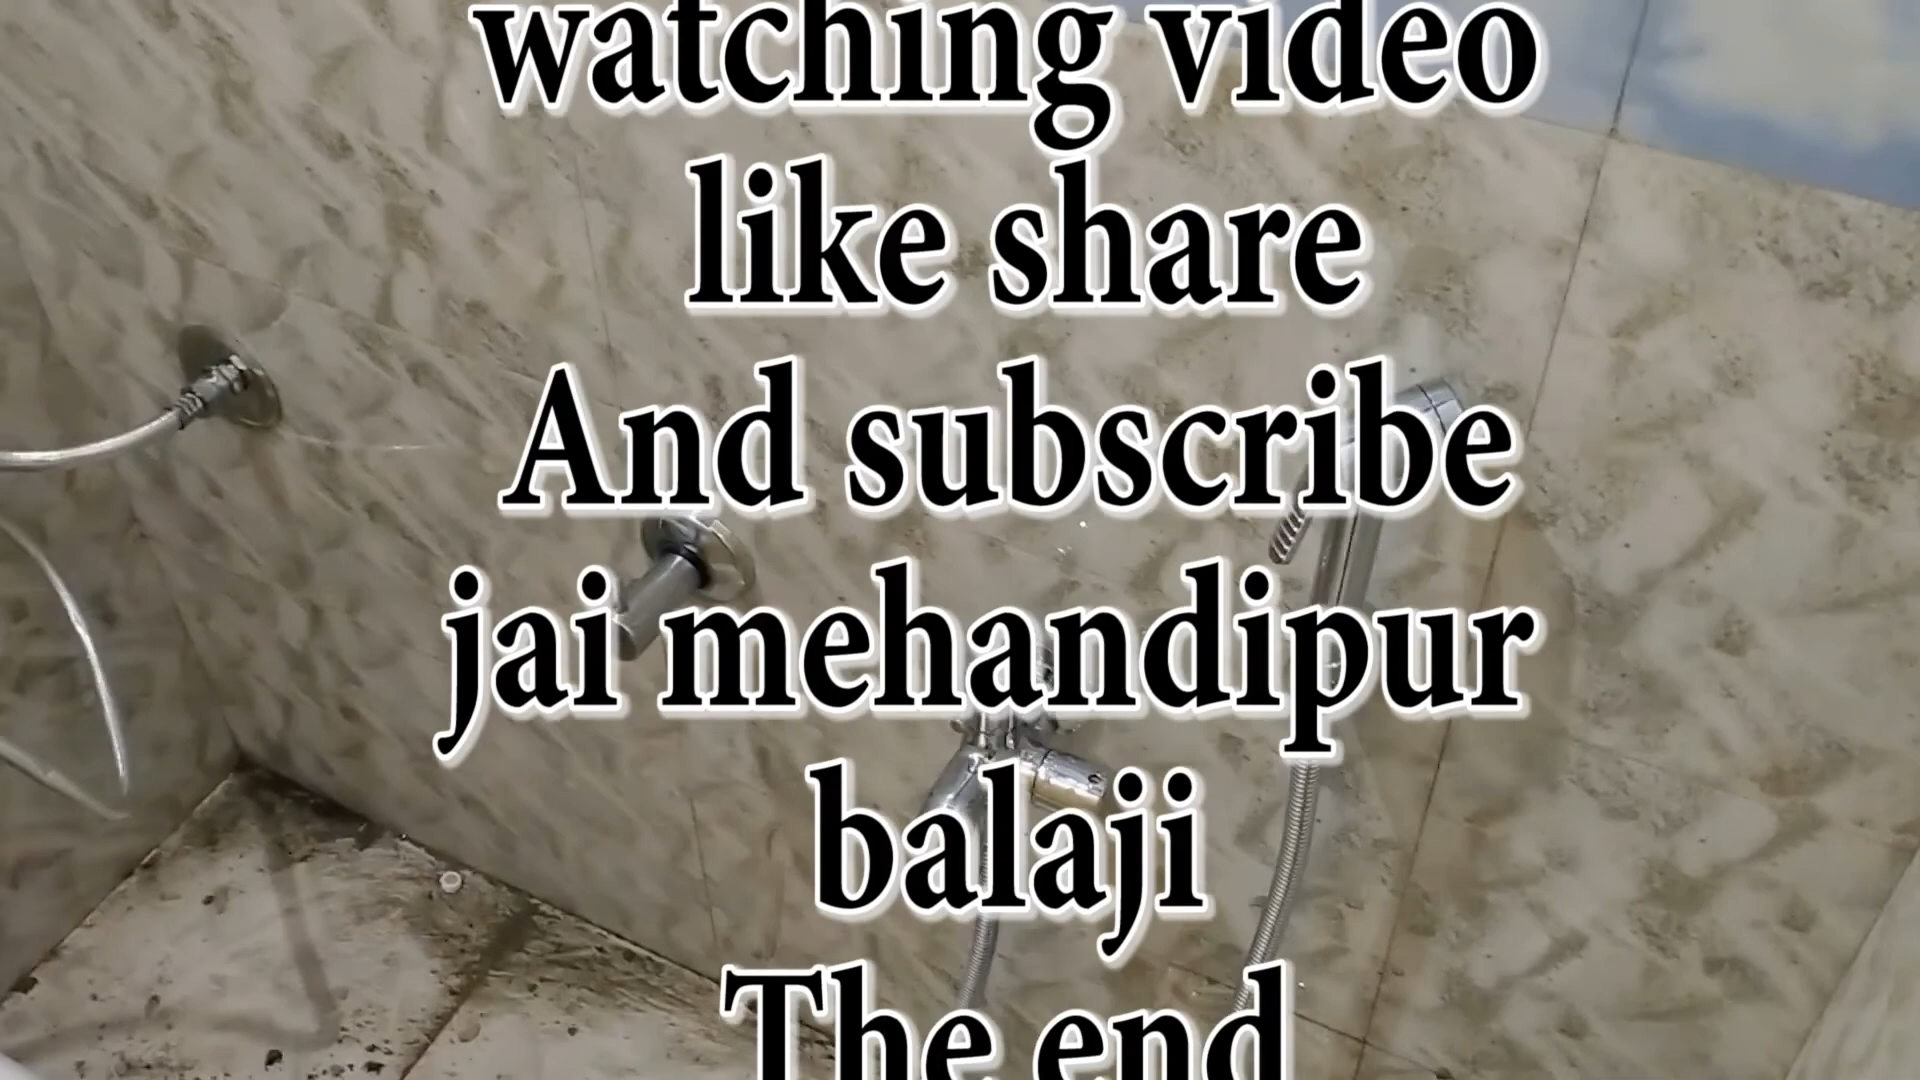 watching video
like share
And subscribe
jai mehandipur
balaji
The end